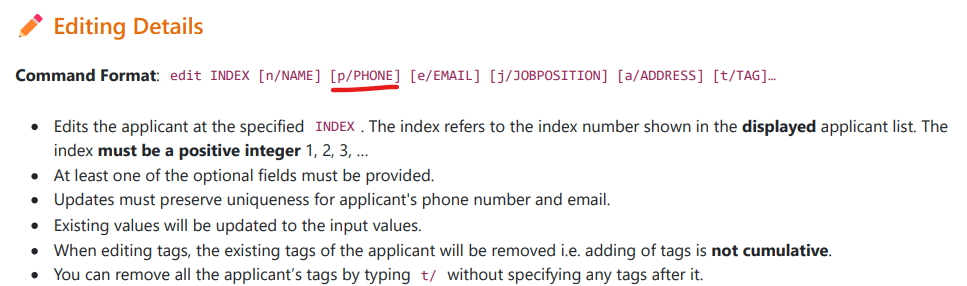 Editing Details
Command Format: edit INDEX [n/NAME] [p/PHONE] [e/EMAIL] [j/JOBPOSITION] [a/ADDRESS] [t/TAG]…
• Edits the applicant at the specified INDEX . The index refers to the index number shown in the displayed applicant list. The
index must be a positive integer 1, 2, 3, …
• At least one of the optional fields must be provided.
• Updates must preserve uniqueness for applicant's phone number and email.
• Existing values will be updated to the input values.
• When editing tags, the existing tags of the applicant will be removed i.e. adding of tags is not cumulative.
• You can remove all the applicant’s tags by typing t/ without specifying any tags after it.